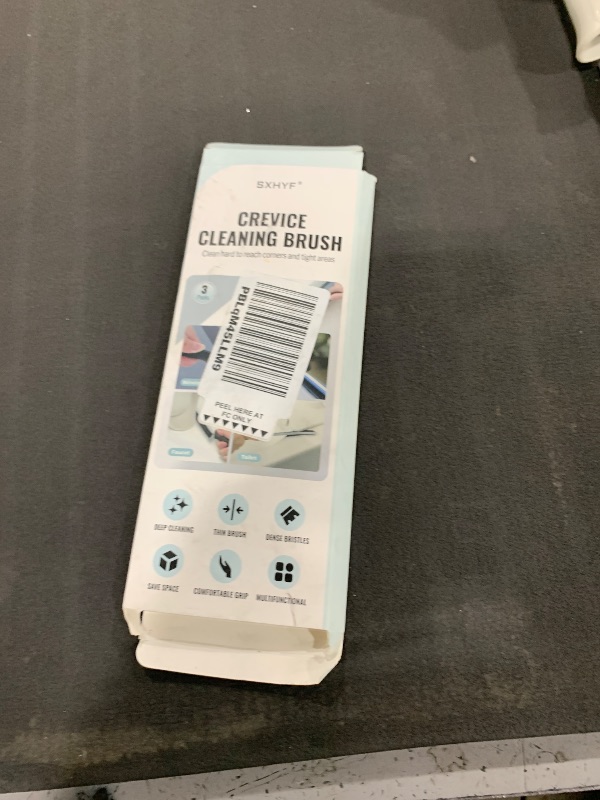 SXHYF®
CREVICE
CLEANING BRUSH
Clean hard to reach corners and tight areas
3
PBLqM45LLM9
PEEL HERE AT
FC ONLY
DEEP CLEANING
THIN BRUSH
DENSE BRISTLES
SAVE SPACE
COMFORTABLE GRIP
MULTIFUNCTIONAL